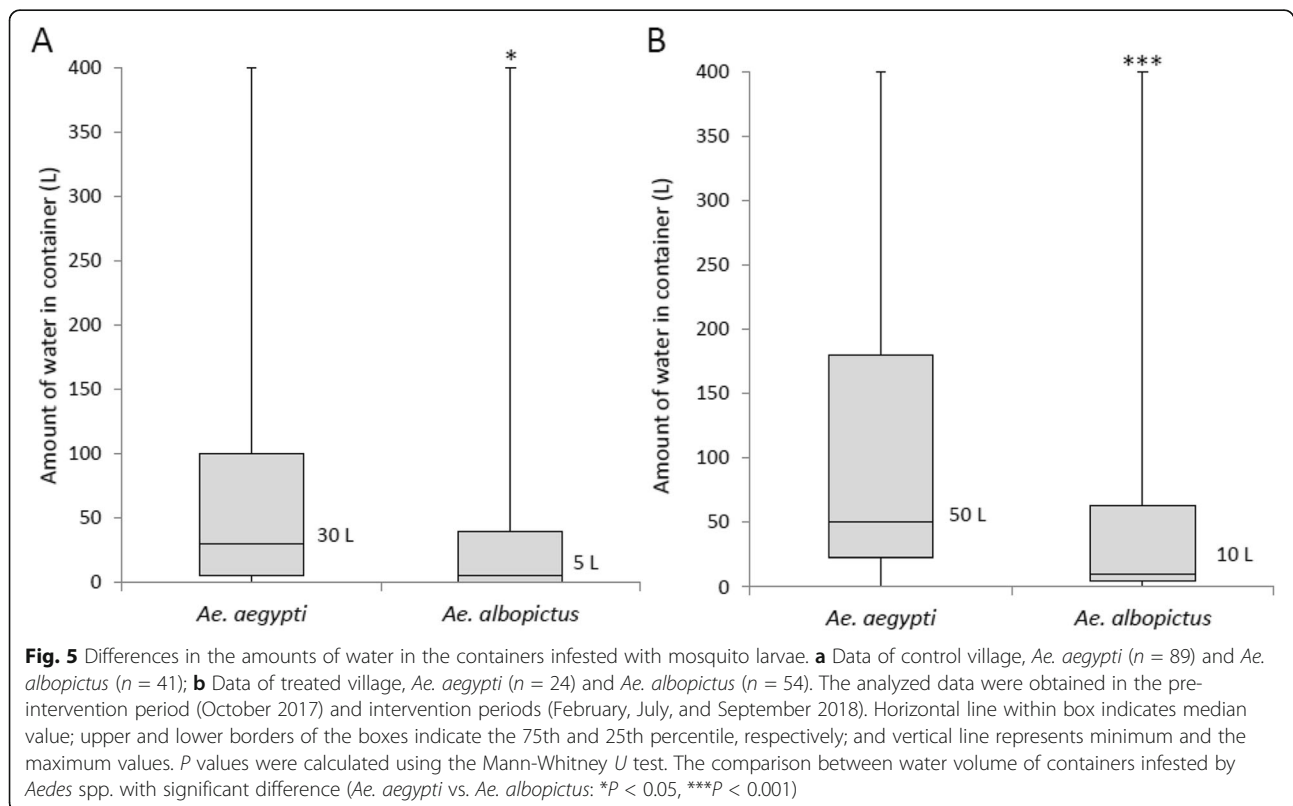 A
B
*
***
400
350
300
250
200
150
100
50
0
Amount of water in container (L)
30 L
5 L
Ae. aegypti
Ae. albopictus
400
350
300
250
200
150
100
50
0
Amount of water in container (L)
50 L
10 L
Ae. aegypti
Ae. albopictus
Fig. 5 Differences in the amounts of water in the containers infested with mosquito larvae. a Data of control village, Ae. aegypti (n = 89) and Ae.
albopictus (n = 41); b Data of treated village, Ae. aegypti (n = 24) and Ae. albopictus (n = 54). The analyzed data were obtained in the pre-
intervention period (October 2017) and intervention periods (February, July, and September 2018). Horizontal line within box indicates median
value; upper and lower borders of the boxes indicate the 75th and 25th percentile, respectively; and vertical line represents minimum and the
maximum values. P values were calculated using the Mann-Whitney U test. The comparison between water volume of containers infested by
Aedes spp. with significant difference (Ae. aegypti vs. Ae. albopictus: *P < 0.05, ***P < 0.001)